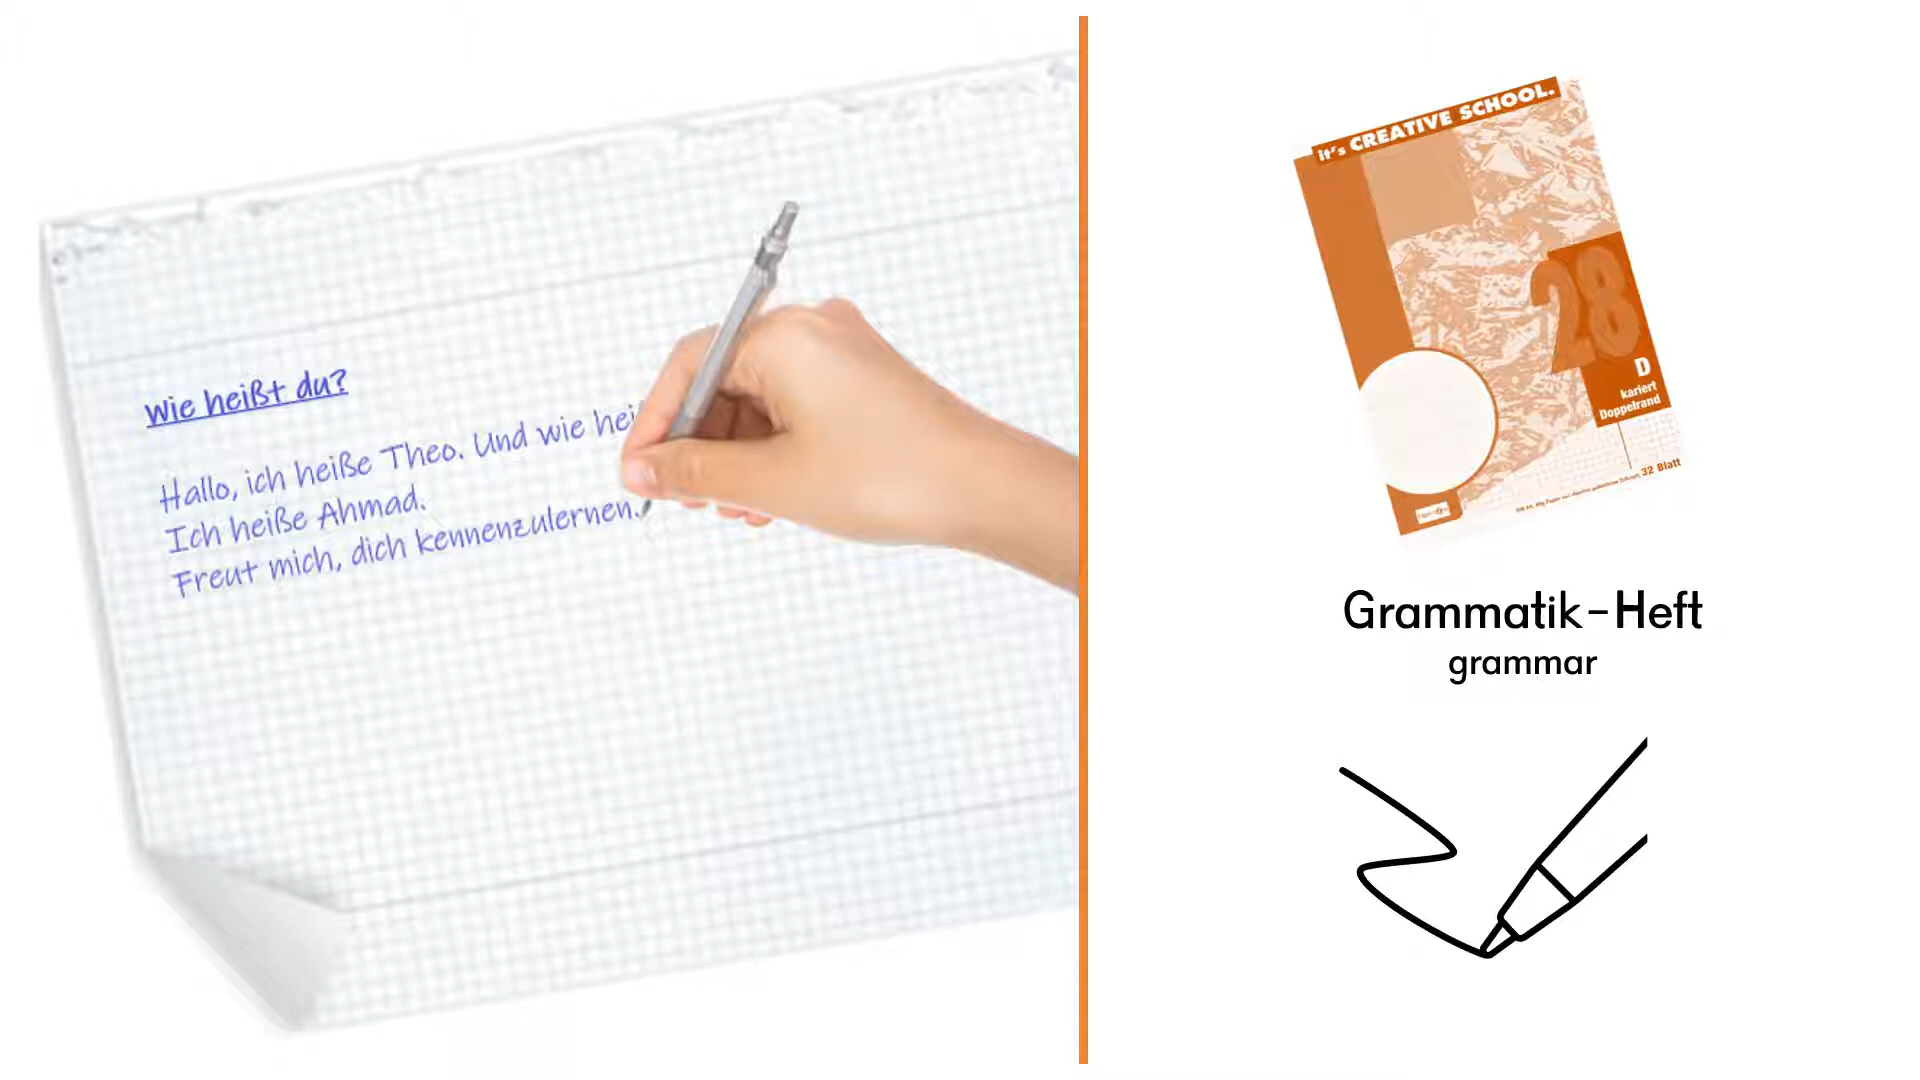 Wie heißt du?
Hallo, ich heiße Theo. Und wie hei
Ich heiße Ahmad.
Freut mich, dich kennenzulernen.
it's CREATIVE SCHOOL.
28
D
kariert
Doppelrand
32 Blatt
Grammatik-Heft
grammar